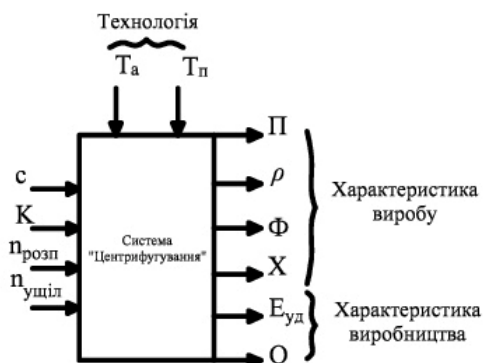 Технологія
Tа Tп
с
К
nрозп
nущіл
Система
"Центрифугування"
П
ρ
Ф
Х
Eуд
О
Характеристика
виробу
Характеристика
виробництва